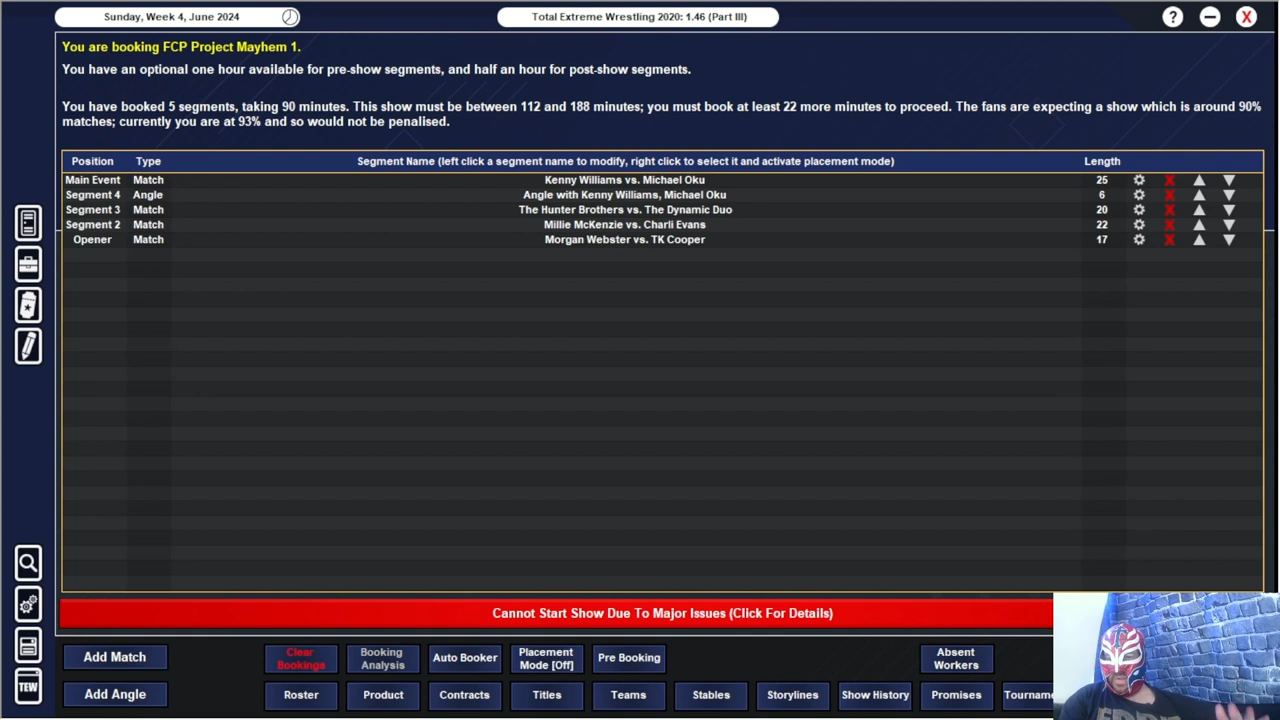 Sunday, Week 4, June 2024
Total Extreme Wrestling 2020: 1.46 (Part III)
?
X
You are booking FCP Project Mayhem 1.
You have an optional one hour available for pre-show segments, and half an hour for post-show segments.
You have booked 5 segments, taking 90 minutes. This show must be between 112 and 188 minutes; you must book at least 22 more minutes to proceed. The fans are expecting a show which is around 90%
matches; currently you are at 93% and so would not be penalised.
Position Type Segment Name (left click a segment name to modify, right click to select it and activate placement mode) Length
Main Event Match Kenny Williams vs. Michael Oku 25 X
Segment 4 Angle Angle with Kenny Williams, Michael Oku 6 X
Segment 3 Match The Hunter Brothers vs. The Dynamic Duo 20 X
Segment 2 Match Millie McKenzie vs. Charli Evans 22 X
Opener Match Morgan Webster vs. TK Cooper 17 X
Cannot Start Show Due To Major Issues (Click For Details)
Add Match
Clear Bookings
Booking Analysis
Auto Booker
Placement Mode [Off]
Pre Booking
Absent Workers
TEW
Add Angle
Roster
Product
Contracts
Titles
Teams
Stables
Storylines
Show History
Promises
Tourname